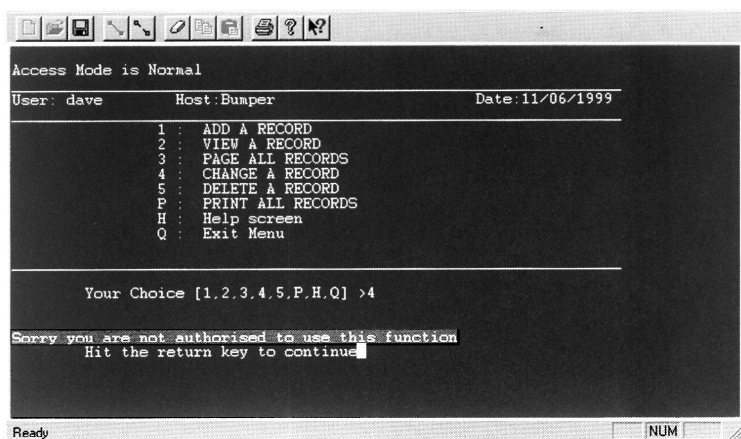 Access Mode is Normal
User: dave Host:Bumper Date:11/06/1999
1 : ADD A RECORD
2 : VIEW A RECORD
3 : PAGE ALL RECORDS
4 : CHANGE A RECORD
5 : DELETE A RECORD
P : PRINT ALL RECORDS
H : Help screen
Q : Exit Menu
Your Choice [1,2,3,4,5,P,H,Q] >4
Sorry you are not authorised to use this function
Hit the return key to continue
Ready NUM